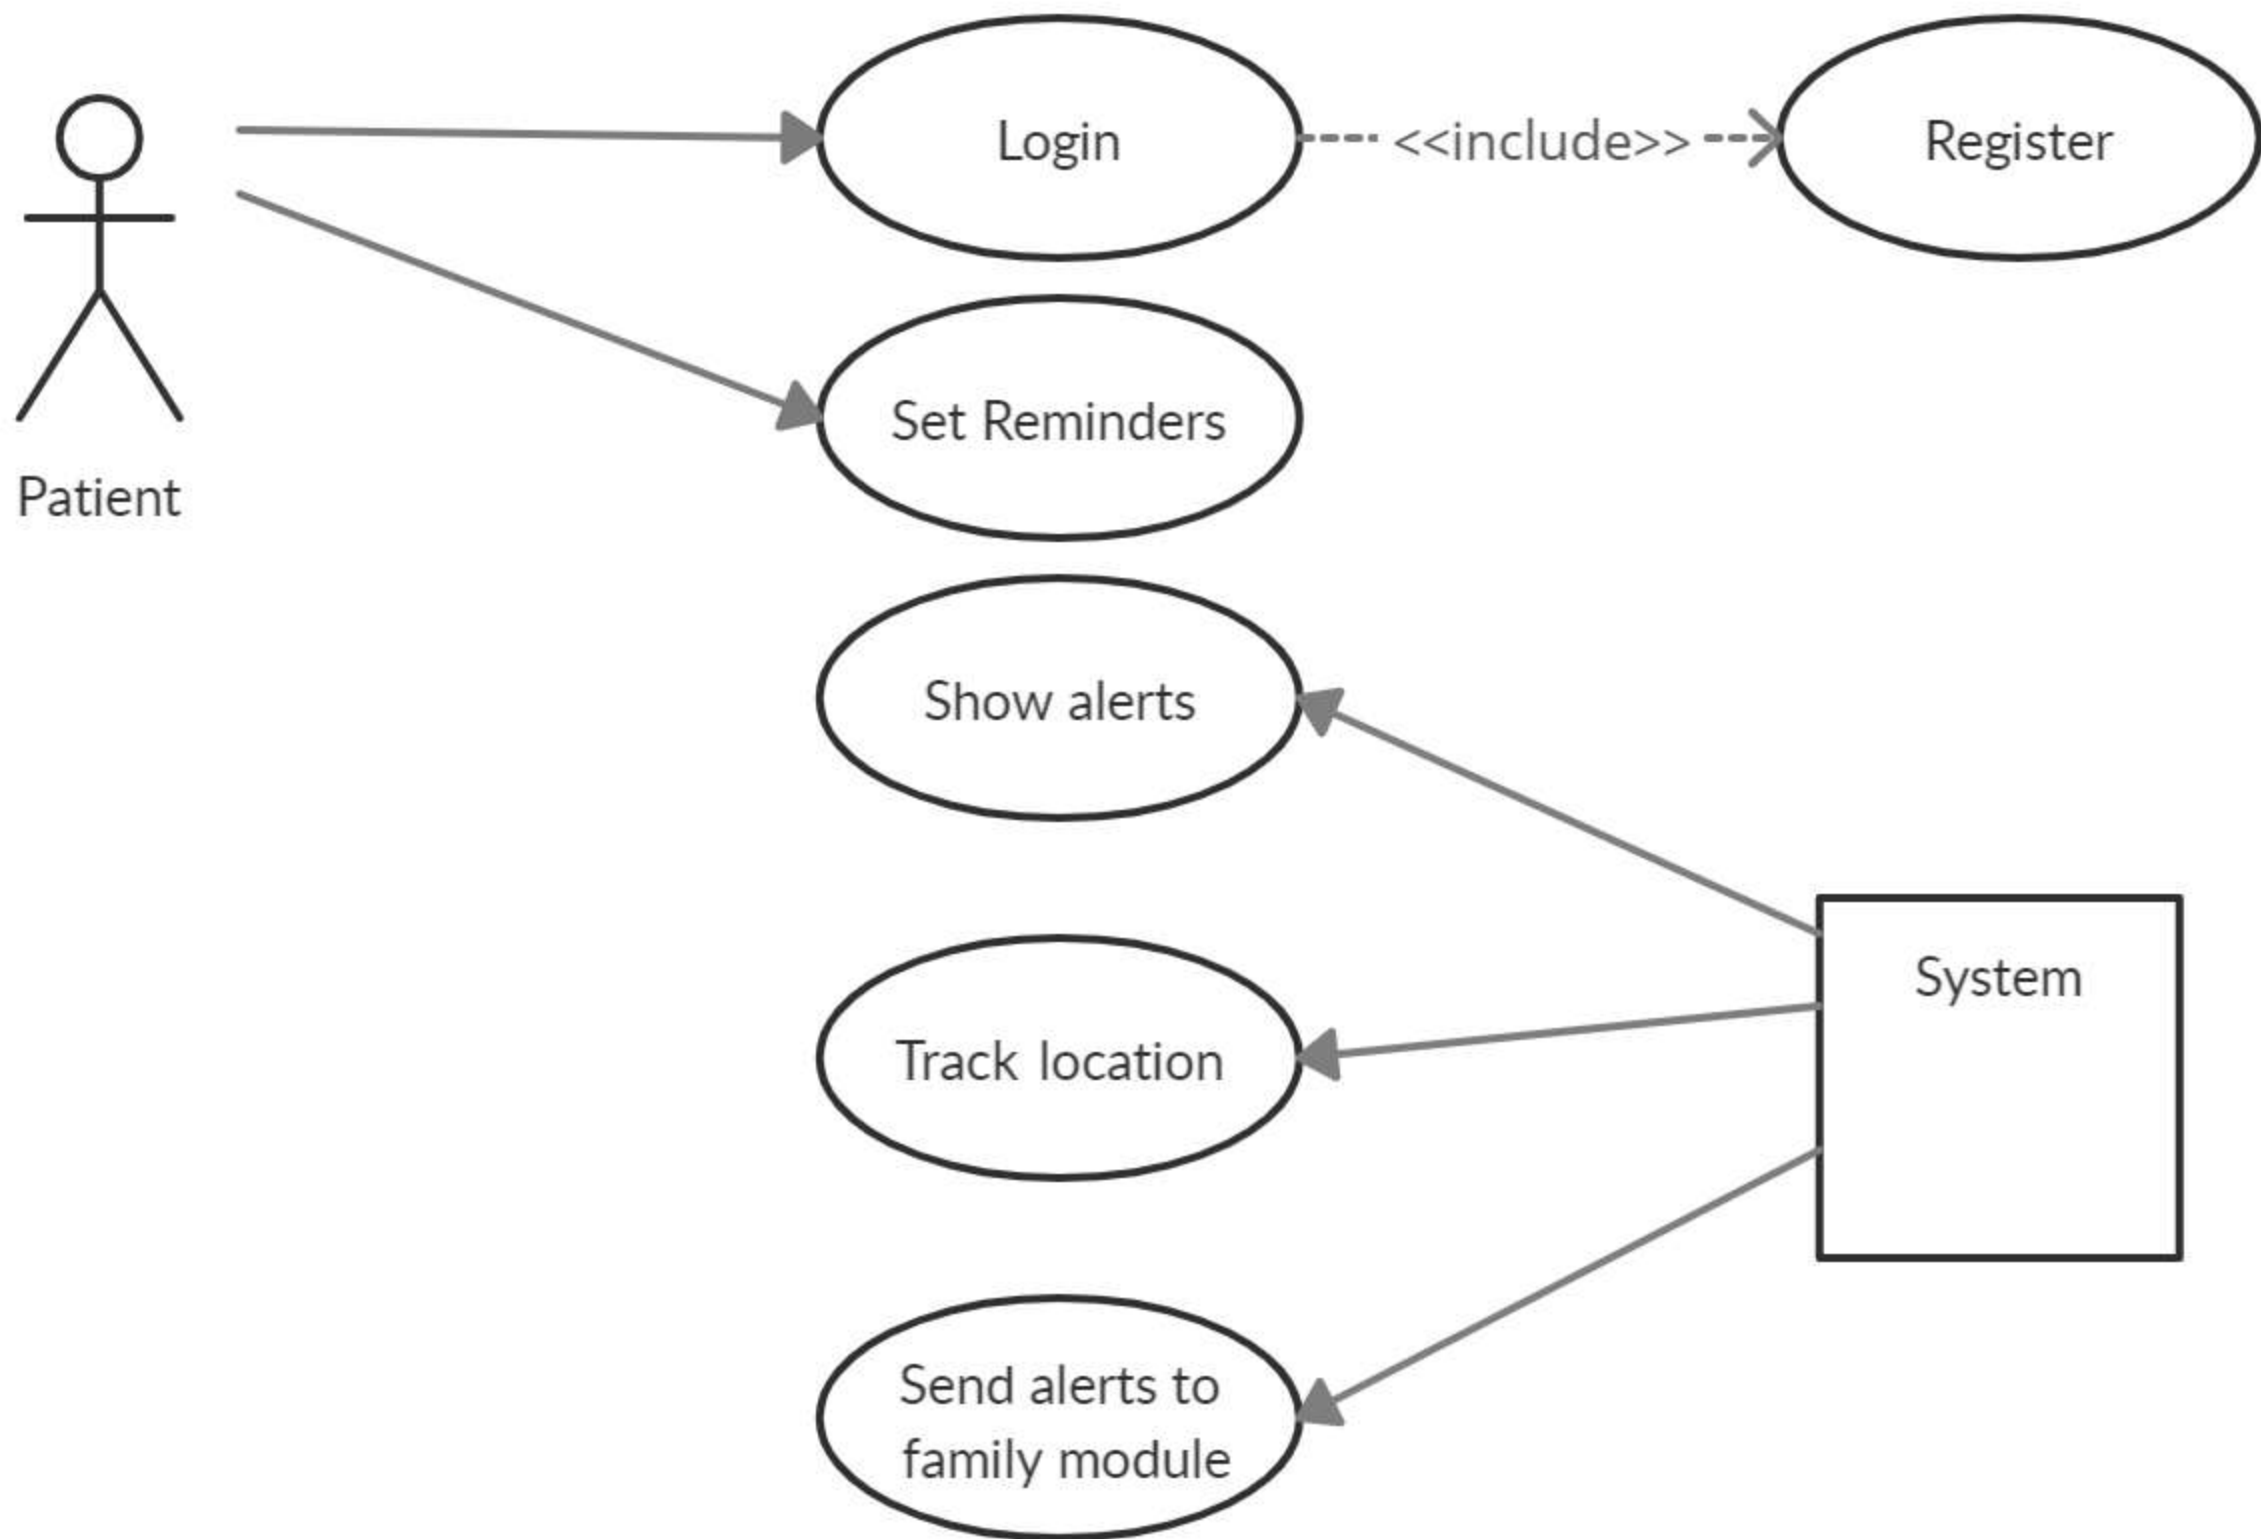 Login
<<include>>
Register
Set Reminders
Patient
Show alerts
System
Track location
Send alerts to
family module